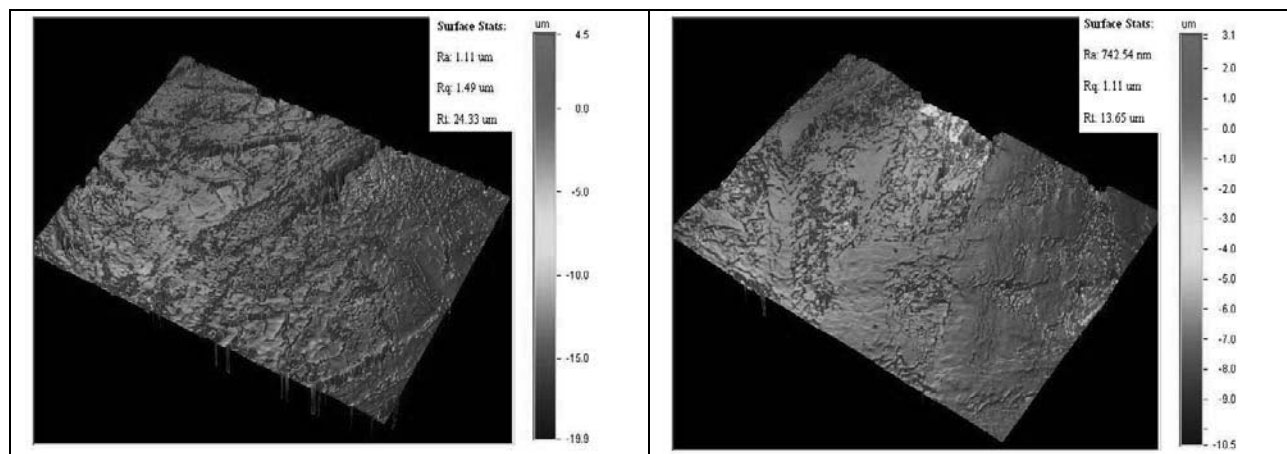 Surface Stats:
Ra: 1.11 um
Rq: 1.49 um
Rt: 24.33 um
um
4.5
0.0
-5.0
-10.0
-15.0
-19.9
Surface Stats:
Ra: 742.54 nm
Rq: 1.11 um
Rt: 13.65 um
um
3.1
2.0
1.0
0.0
-1.0
-2.0
-3.0
-4.0
-5.0
-6.0
-7.0
-8.0
-9.0
-10.5